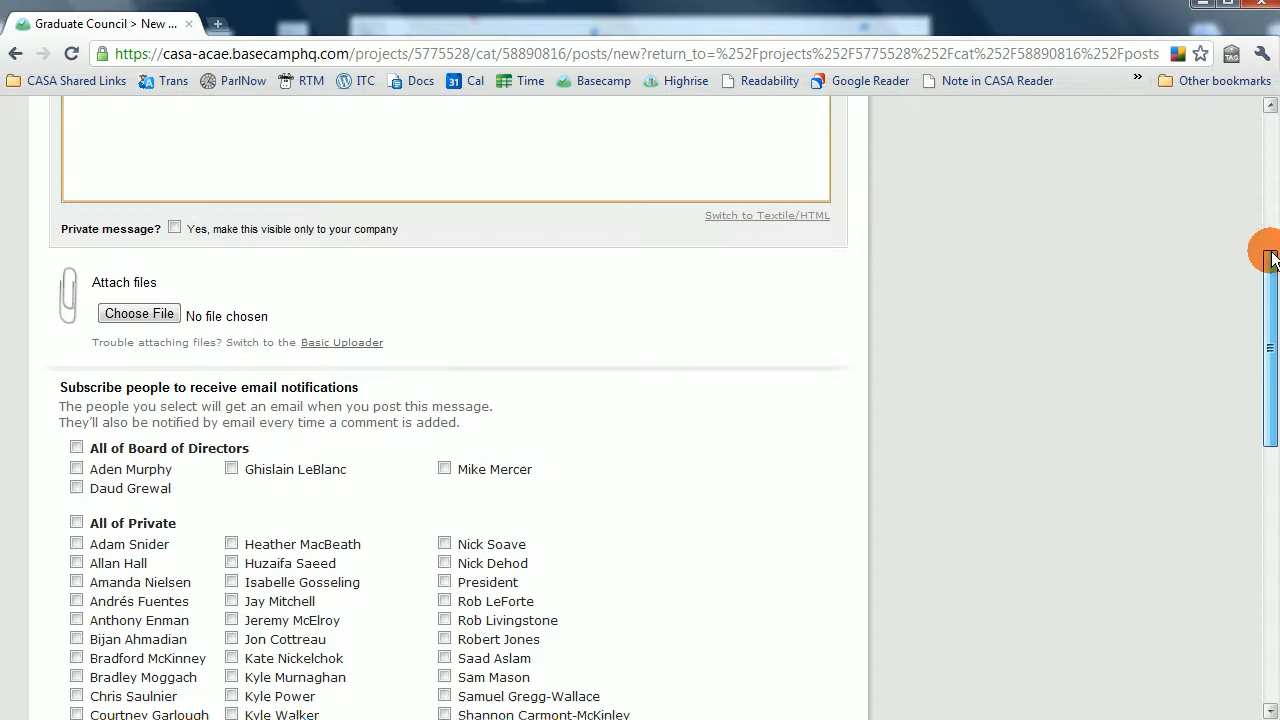 Graduate Council > New ...
https://casa-acae.basecamphq.com/projects/5775528/cat/58890816/posts/new?return_to=%252Fprojects%252F5775528%252Fcat%252F58890816%252Fposts
CASA Shared Links Trans ParlNow RTM ITC Docs 31 Cal Time Basecamp Highrise Readability Google Reader Note in CASA Reader » Other bookmarks
Switch to Textile/HTML
Private message? Yes, make this visible only to your company
Attach files
Choose File No file chosen
Trouble attaching files? Switch to the Basic Uploader
Subscribe people to receive email notifications
The people you select will get an email when you post this message.
They'll also be notified by email every time a comment is added.
All of Board of Directors
Aden Murphy Ghislain LeBlanc Mike Mercer
Daud Grewal
All of Private
Adam Snider Heather MacBeath Nick Soave
Allan Hall Huzaifa Saeed Nick Dehod
Amanda Nielsen Isabelle Gosseling President
Andrés Fuentes Jay Mitchell Rob LeForte
Anthony Enman Jeremy McElroy Rob Livingstone
Bijan Ahmadian Jon Cottreau Robert Jones
Bradford McKinney Kate Nickelchok Saad Aslam
Bradley Moggach Kyle Murnaghan Sam Mason
Chris Saulnier Kyle Power Samuel Gregg-Wallace
Courtney Garlough Kyle Walker Shannon Carmont-McKinley